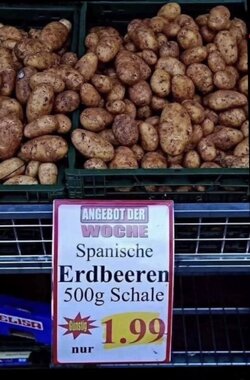 ANGEBOT DER
WOCHE
Spanische
Erdbeeren
500g Schale
Günstig
nur 1.99